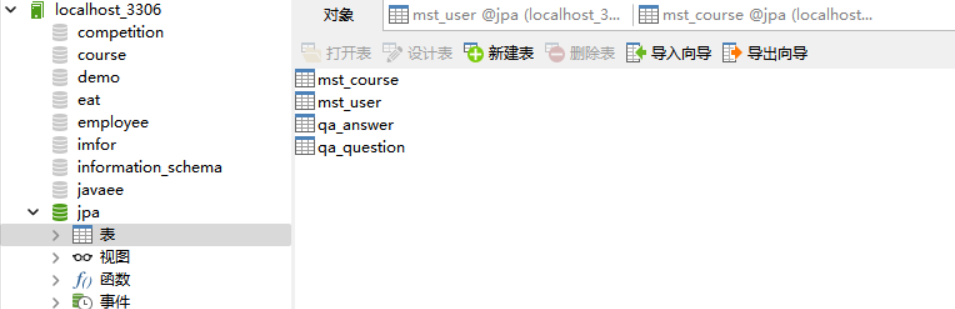 localhost_3306
competition
course
demo
eat
employee
imfor
information_schema
javaee
jpa
表
视图
函数
事件
对象 mst_user @jpa (localhost_3... mst_course @jpa (localhost...
打开表 设计表 新建表 删除表 导入向导 导出向导
mst_course
mst_user
qa_answer
qa_question